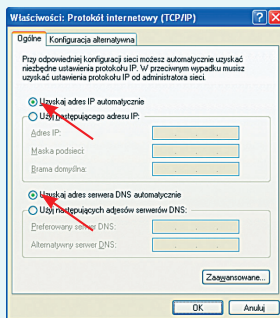 Właściwości: Protokół internetowy (TCP/IP)
Ogólne Konfiguracja alternatywna
Przy odpowiedniej konfiguracji sieci możesz automatycznie uzyskać
niezbędne ustawienia protokołu IP. W przeciwnym wypadku musisz
uzyskać ustawienia protokołu IP od administratora sieci.
Uzyskaj adres IP automatycznie
Użyj następującego adresu IP:
Adres IP:
Maska podsieci:
Brama domyślna:
Uzyskaj adres serwera DNS automatycznie
Użyj następujących adresów serwerów DNS:
Preferowany serwer DNS:
Alternatywny serwer DNS:
Zaawansowane...
OK Anuluj